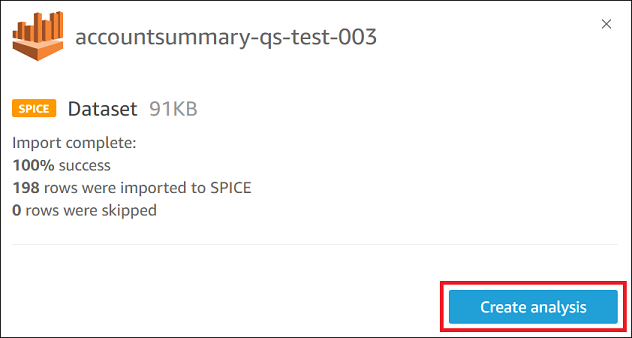 accountsummary-qs-test-003
SPICE Dataset 91KB
Import complete:
100% success
198 rows were imported to SPICE
0 rows were skipped
Create analysis